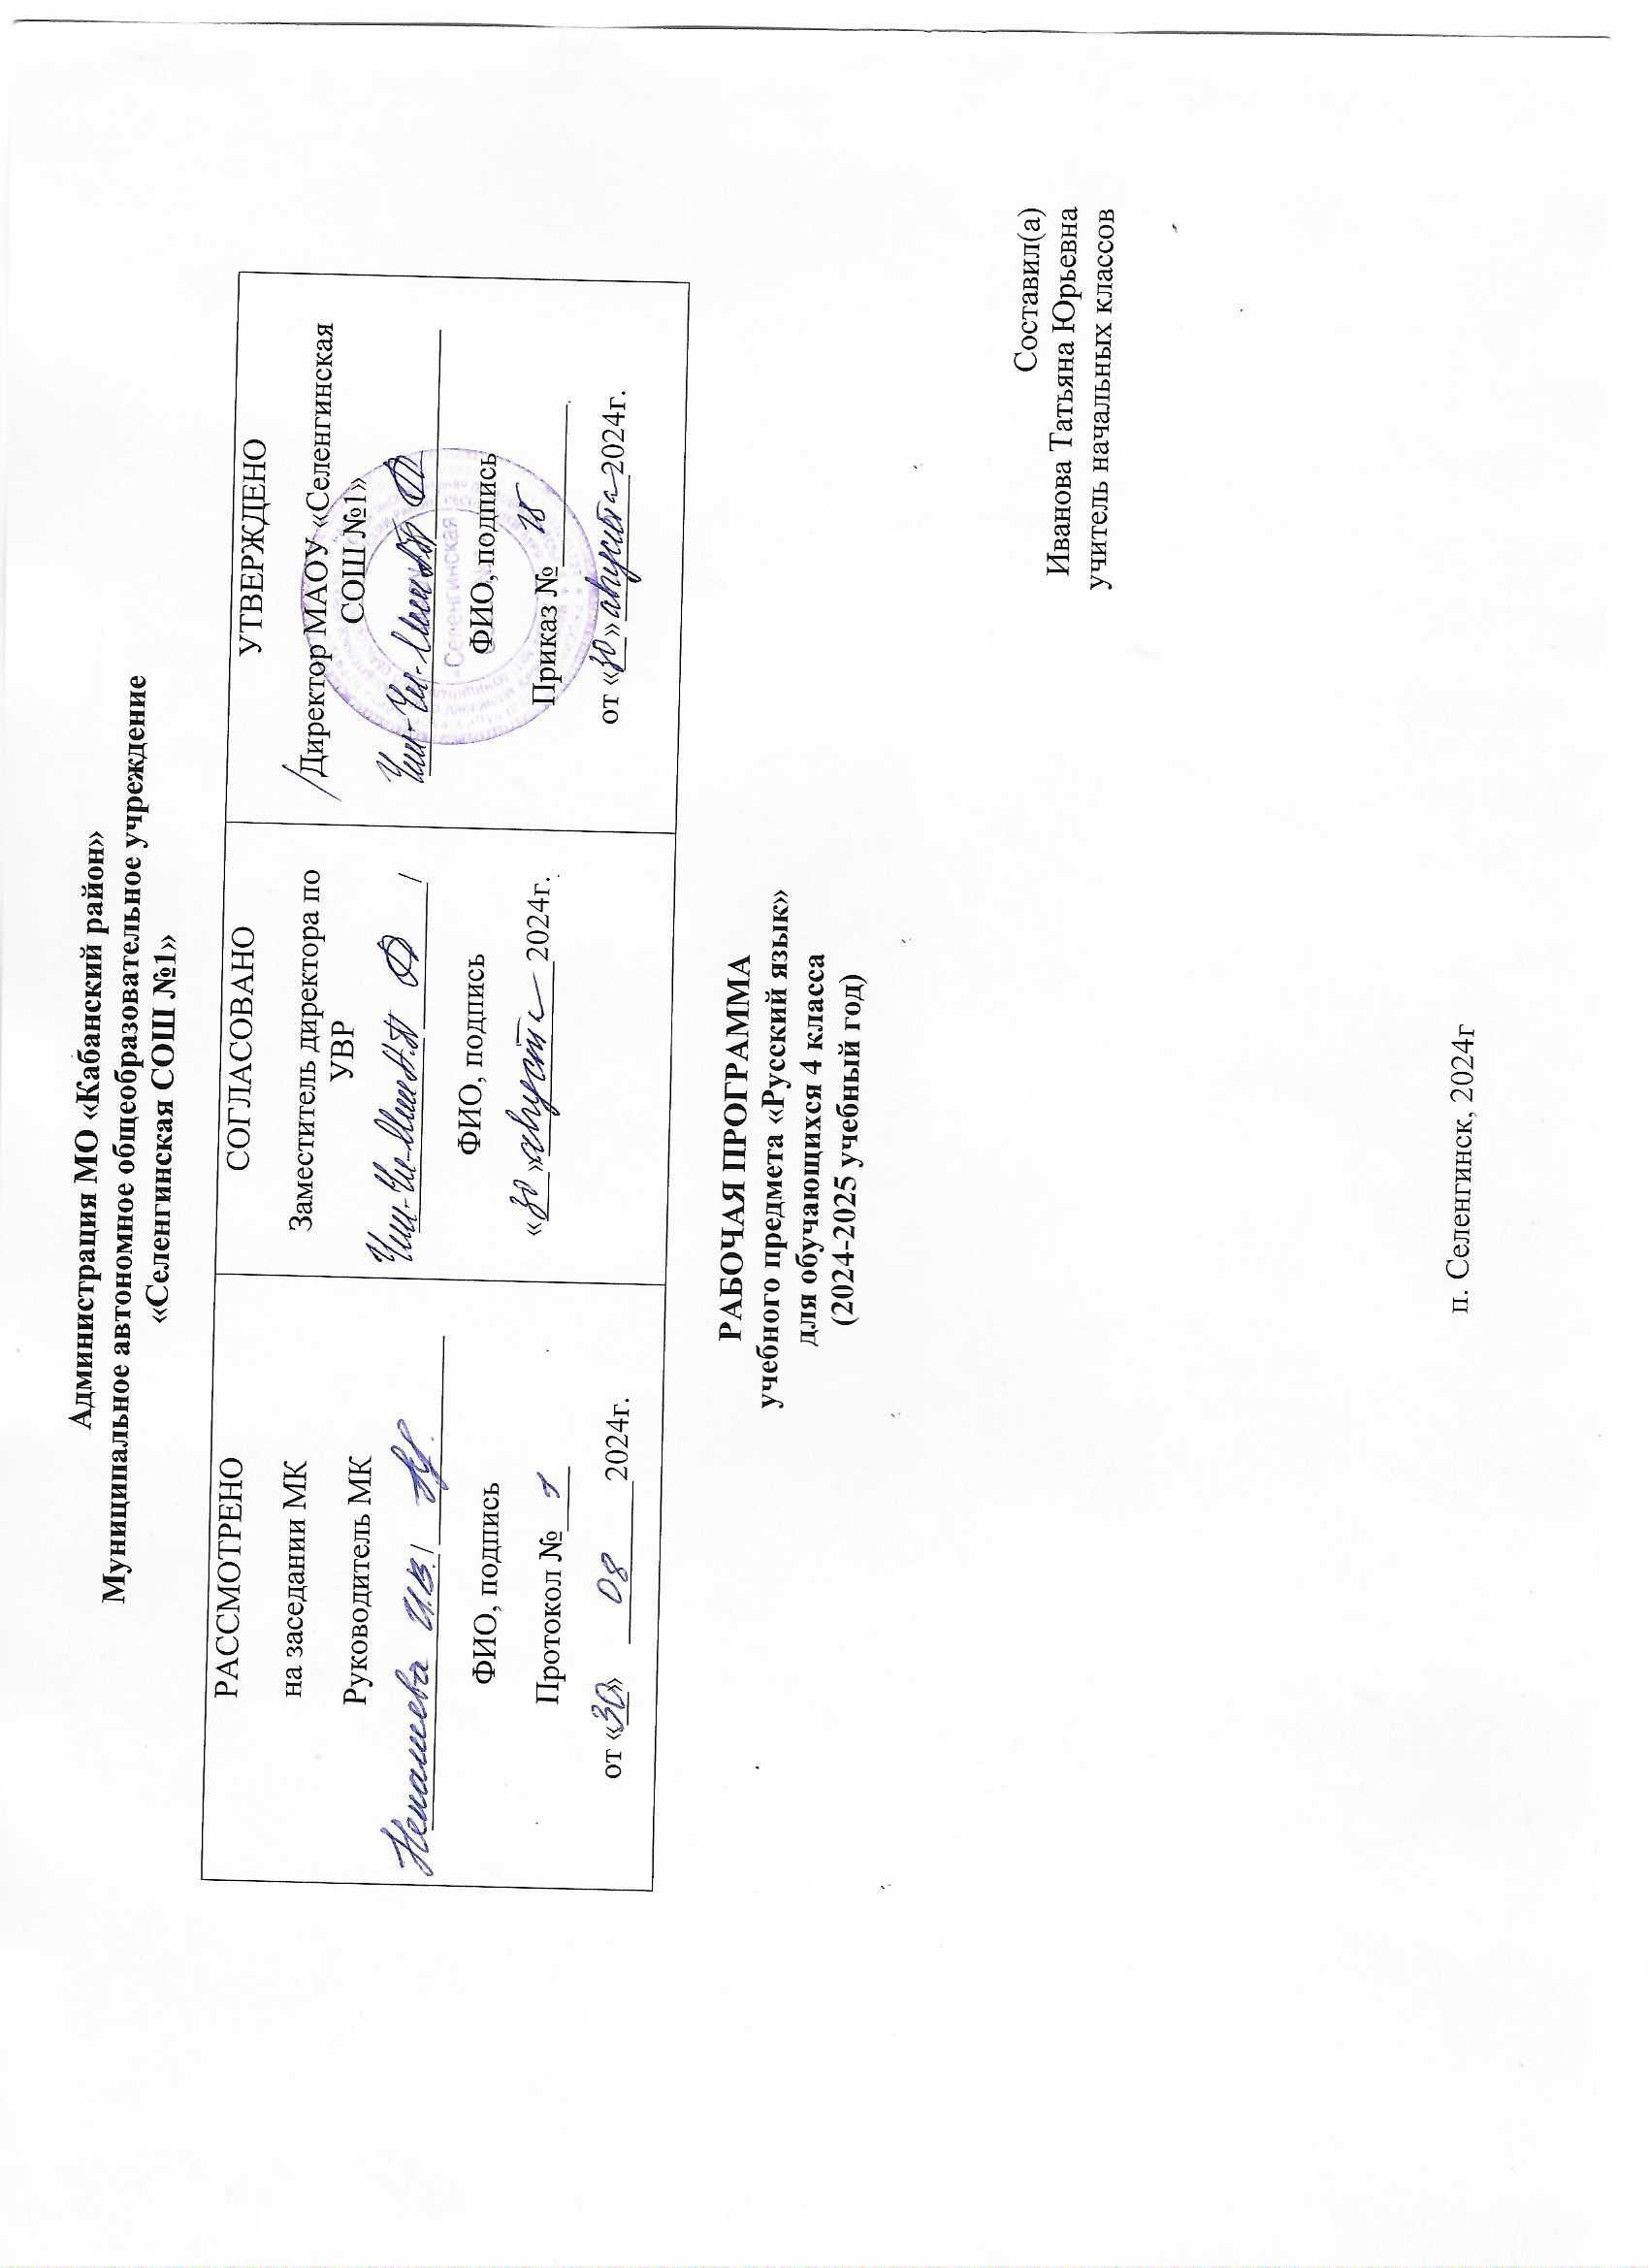 Администрация МО «Кабанский район»
Муниципальное автономное общеобразовательное учреждение
«Селенгинская СОШ №1»
РАССМОТРЕНО
на заседании МК
Руководитель МК
И.В./
ФИО, подпись
Протокол № 1
от «30» 08 2024г.
СОГЛАСОВАНО
Заместитель директора по
УВР
ФИО, подпись
«30» августа 2024г.
УТВЕРЖДЕНО
/Директор МАОУ «Селенгинская
СОШ №1»
ФИО, подпись
Приказ №
от «30» августа 2024г.
Селенгинская
РАБОЧАЯ ПРОГРАММА
учебного предмета «Русский язык»
для обучающихся 4 класса
(2024-2025 учебный год)
Составил(а)
Иванова Татьяна Юрьевна
учитель начальных классов
п. Селенгинск, 2024г